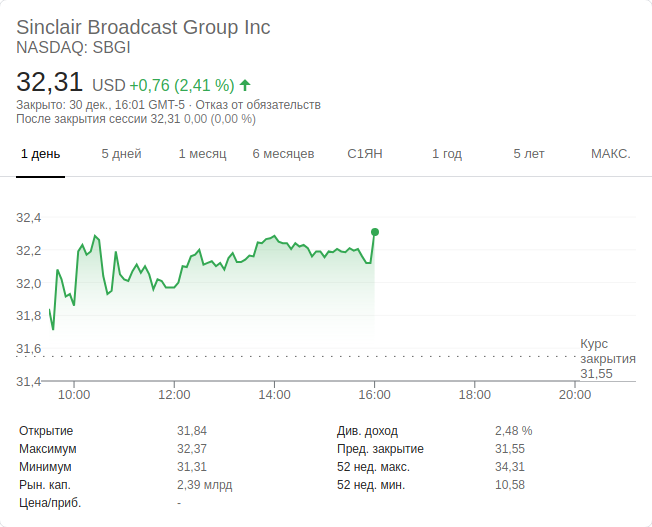 Sinclair Broadcast Group Inc
NASDAQ: SBGI
32,31 USD +0,76 (2,41 %)
Закрыто: 30 дек., 16:01 GMT-5 · Отказ от обязательств
После закрытия сессии 32,31 0,00 (0,00 %)
1 день 5 дней 1 месяц 6 месяцев С1ЯН 1 год 5 лет МАКС.
32,4
32,2
32,0
31,8
31,6
31,4
Курс
закрытия
31,55
10:00 12:00 14:00 16:00 18:00 20:00
Открытие 31,84 Див. доход 2,48 %
Максимум 32,37 Пред. закрытие 31,55
Минимум 31,31 52 нед. макс. 34,31
Рын. кап. 2,39 млрд 52 нед. мин. 10,58
Цена/приб. -